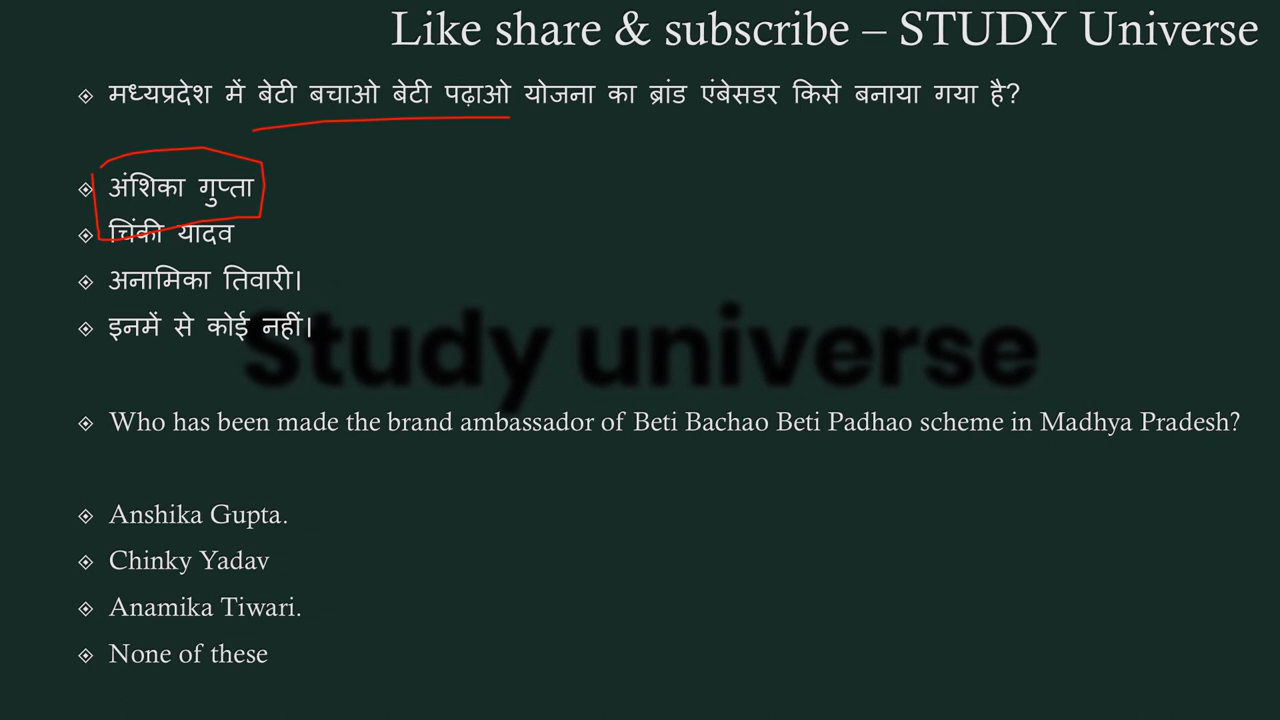 Like share & subscribe – STUDY Universe
मध्यप्रदेश में बेटी बचाओ बेटी पढ़ाओ योजना का ब्रांड एंबेसडर किसे बनाया गया है?
अंशिका गुप्ता
चिंकी यादव
अनामिका तिवारी।
इनमें से कोई नहीं।
Study universe
Who has been made the brand ambassador of Beti Bachao Beti Padhao scheme in Madhya Pradesh?
Anshika Gupta.
Chinky Yadav
Anamika Tiwari.
None of these